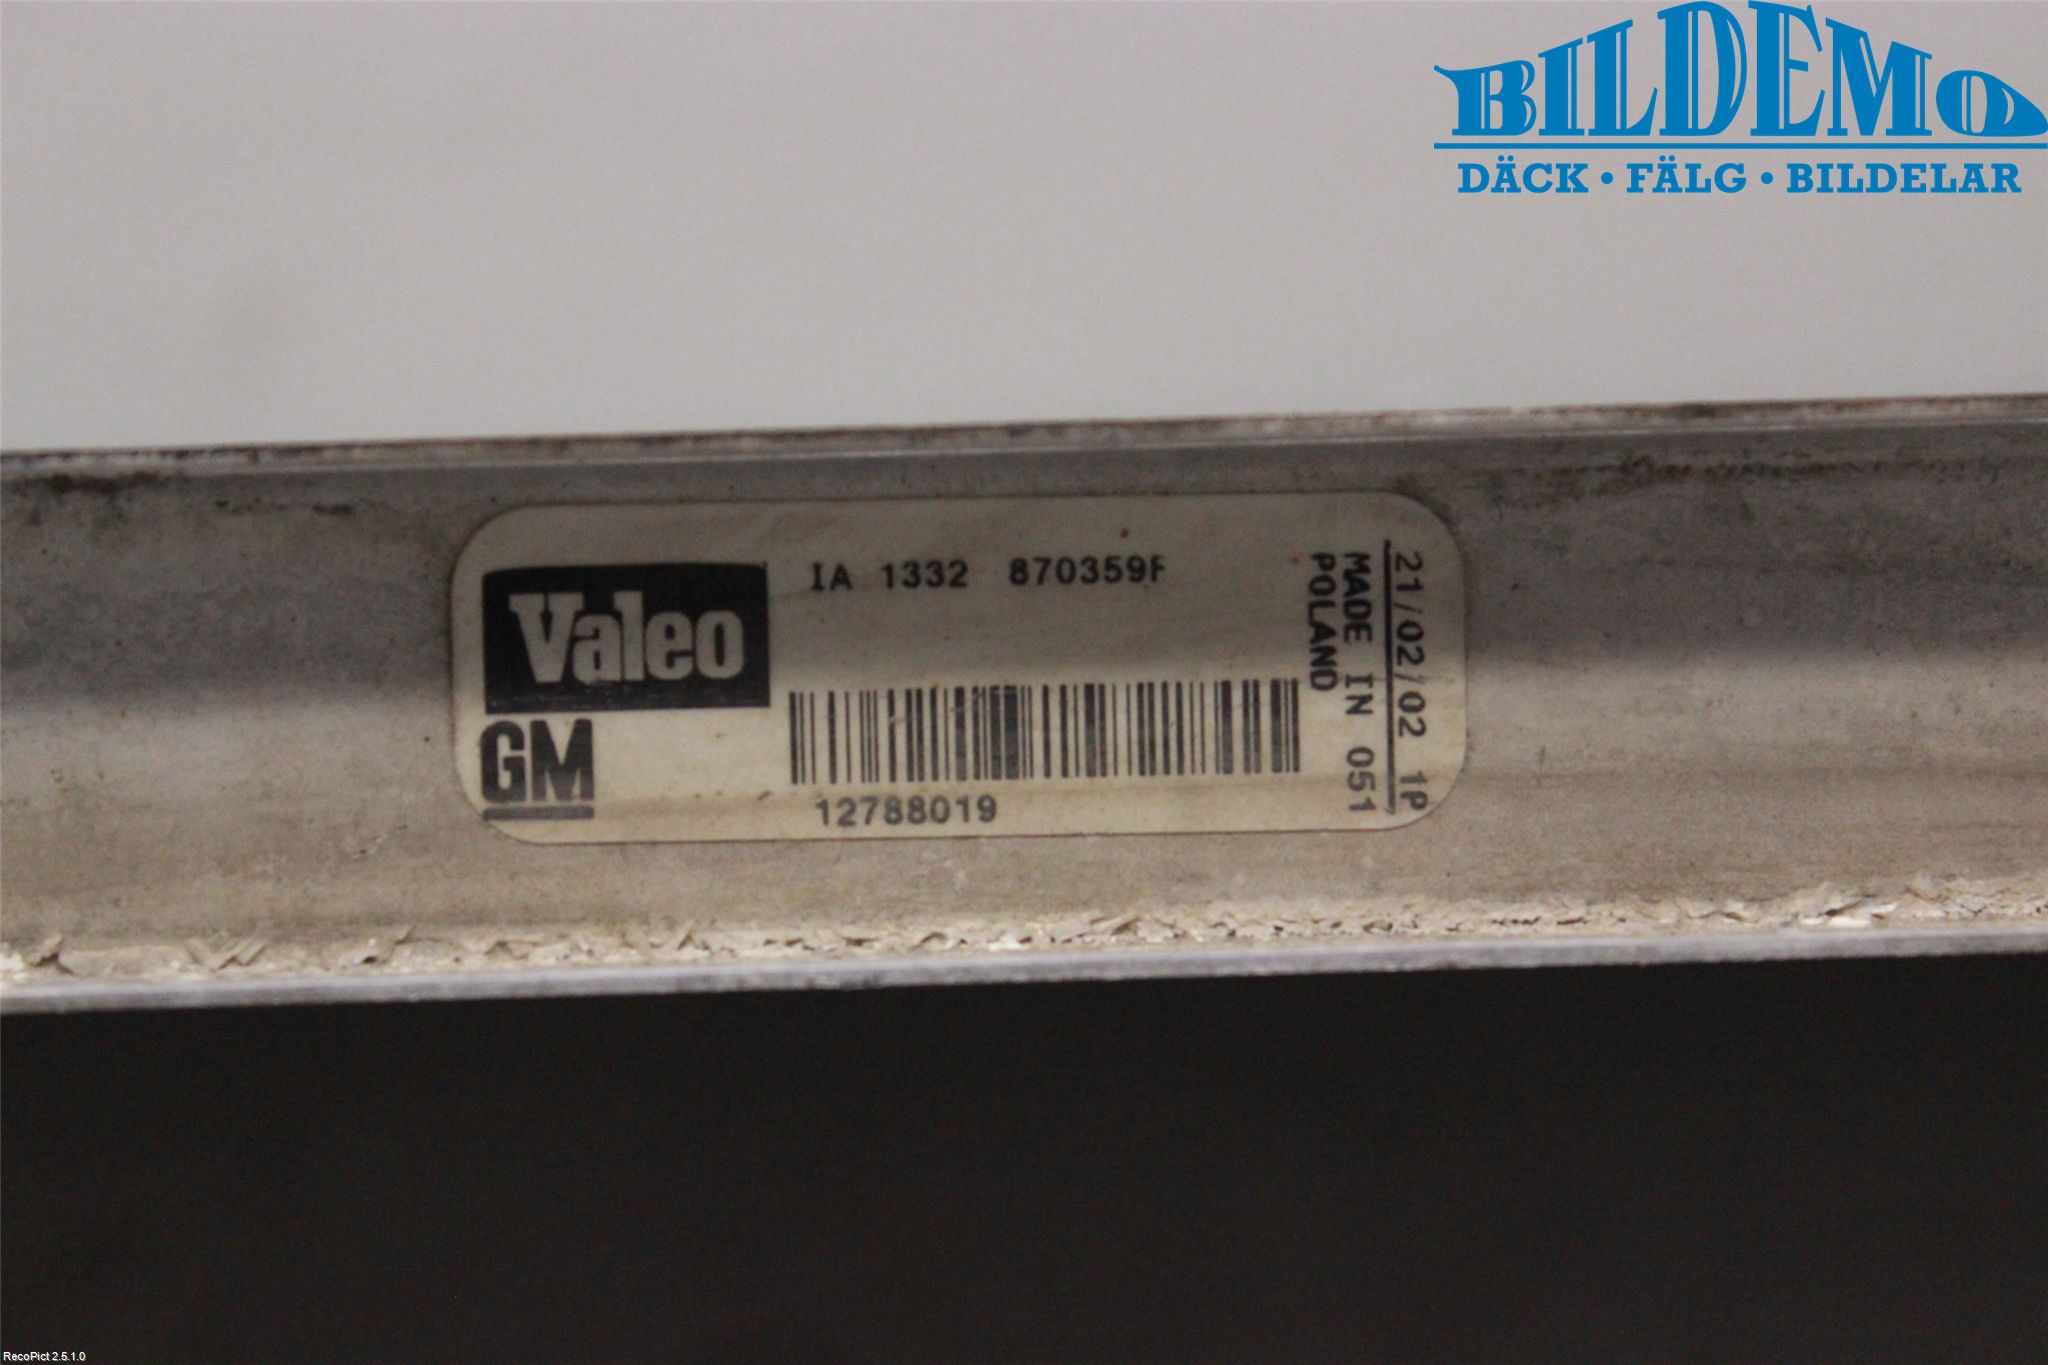 BILDEMO
DÄCK • FÄLG • BILDELAR
Valeo
GM
IA 1332 870359F
12788019
21/02/02 1P
MADE IN 051
POLAND
RecoPict 2.5.1.0